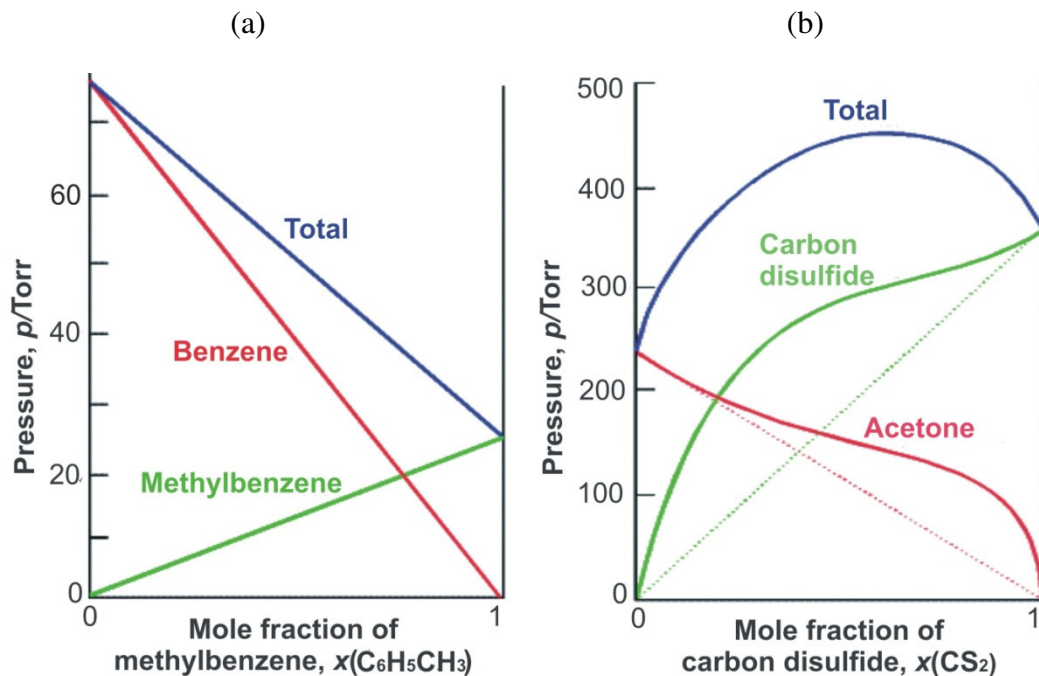 (a)
Pressure, p/Torr
60
40
20
0
Total
Benzene
Methylbenzene
0
1
Mole fraction of
methylbenzene, x(C₆H₅CH₃)
(b)
Pressure, p/Torr
500
400
300
200
100
0
Total
Carbon
disulfide
Acetone
0
1
Mole fraction of
carbon disulfide, x(CS₂)